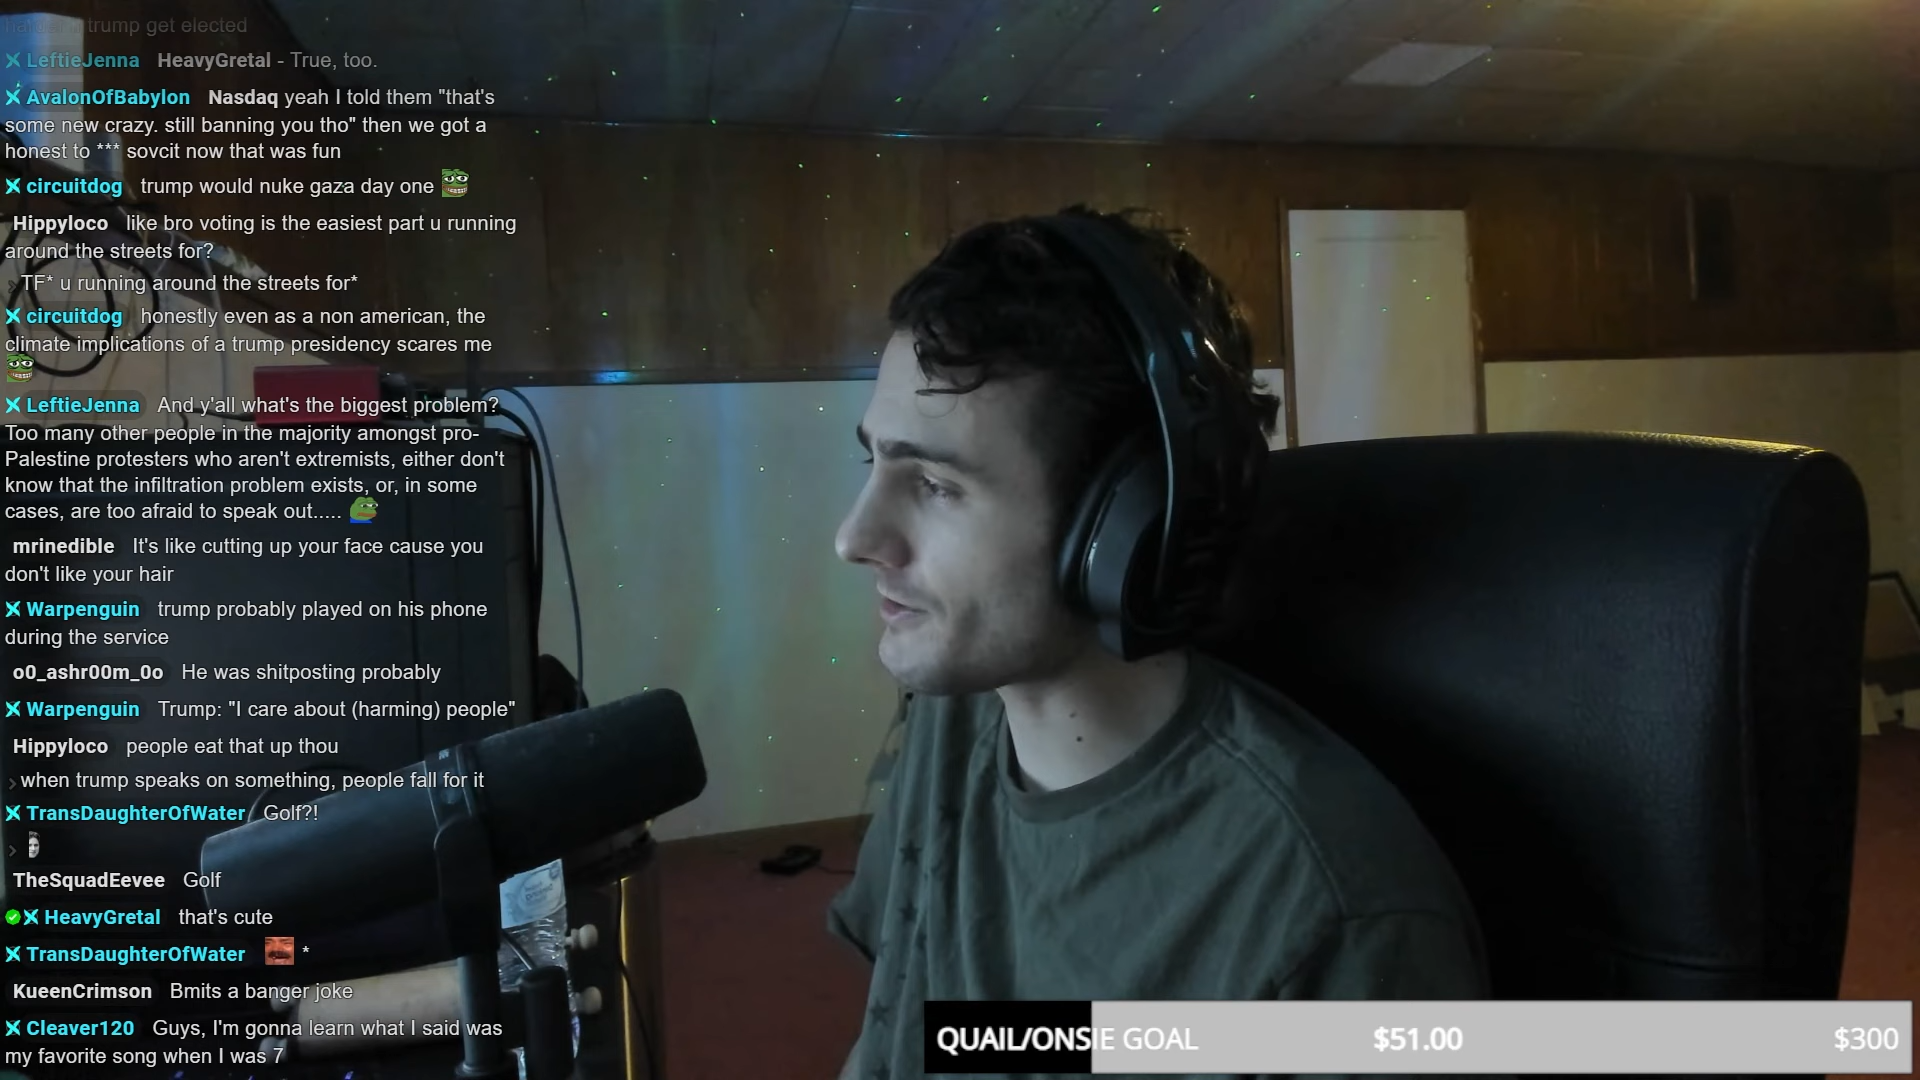 trump get elected
LeftieJenna HeavyGretal - True, too.
AvalonOfBabylon Nasdaq yeah I told them "that's
some new crazy. still banning you tho" then we got a
honest to *** sovcit now that was fun
circuitdog trump would nuke gaza day one
Hippyloco like bro voting is the easiest part u running
around the streets for?
TF* u running around the streets for*
circuitdog honestly even as a non american, the
climate implications of a trump presidency scares me
LeftieJenna And y'all what's the biggest problem?
Too many other people in the majority amongst pro-
Palestine protesters who aren't extremists, either don't
know that the infiltration problem exists, or, in some
cases, are too afraid to speak out.....
mrinedible It's like cutting up your face cause you
don't like your hair
Warpenguin trump probably played on his phone
during the service
o0_ashr00m_0o He was shitposting probably
Warpenguin Trump: "I care about (harming) people"
Hippyloco people eat that up thou
when trump speaks on something, people fall for it
TransDaughterOfWater Golf?!
TheSquadEevee Golf
HeavyGretal that's cute
TransDaughterOfWater *
KueenCrimson Bmits a banger joke
Cleaver120 Guys, I'm gonna learn what I said was
my favorite song when I was 7
QUAIL/ONSIE GOAL $51.00 $300